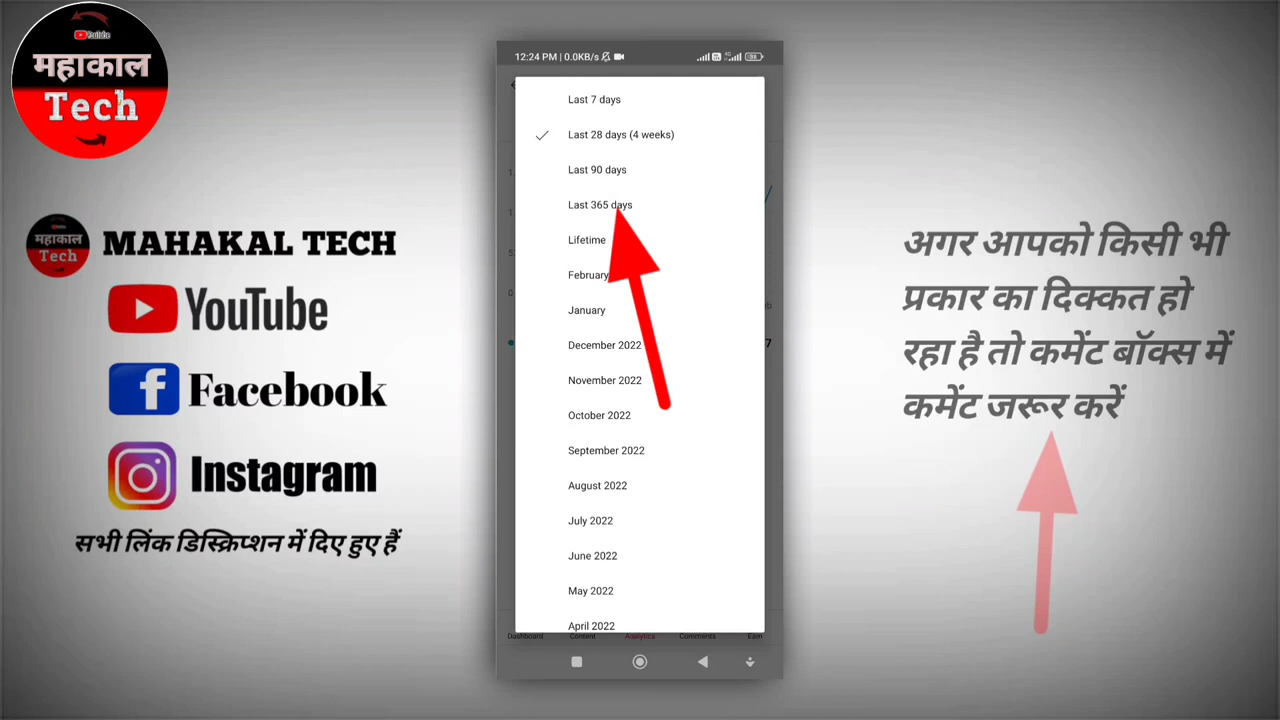 YouTube
महाकाल
Tech
महाकाल
Tech
MAHAKAL TECH
YouTube
Facebook
Instagram
सभी लिंक डिस्क्रिप्शन में दिए हुए हैं
12:24 PM | 0.0KB/s
Last 7 days
Last 28 days (4 weeks)
Last 90 days
Last 365 days
Lifetime
February
January
December 2022
November 2022
October 2022
September 2022
August 2022
July 2022
June 2022
May 2022
April 2022
Dashboard Content Analytics Comments Earn
अगर आपको किसी भी
प्रकार का दिक्कत हो
रहा है तो कमेंट बॉक्स में
कमेंट जरूर करें